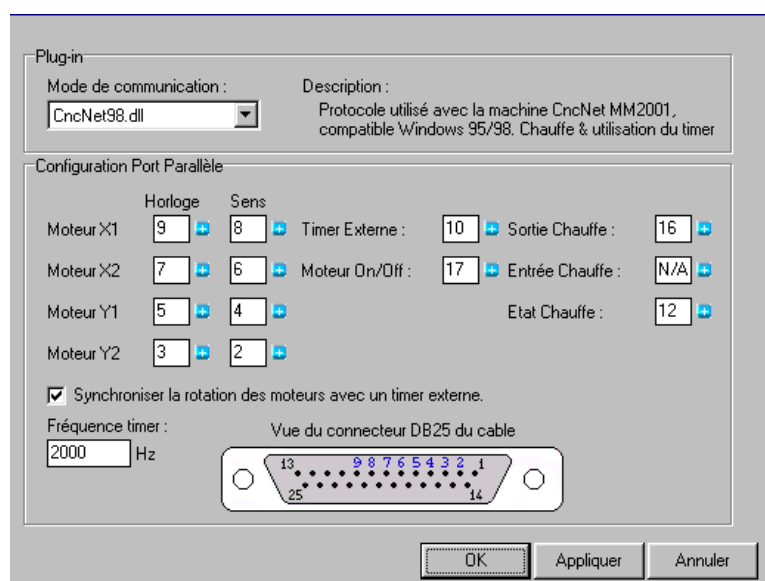 Plug-in
Mode de communication :
Description :
CncNet98.dll
Protocole utilisé avec la machine CncNet MM2001,
compatible Windows 95/98. Chauffe & utilisation du timer
Configuration Port Parallèle
Horloge Sens
Moteur X1 9 8 Timer Externe : 10 Sortie Chauffe : 16
Moteur X2 7 6 Moteur On/Off : 17 Entrée Chauffe : N/A
Moteur Y1 5 4 Etat Chauffe : 12
Moteur Y2 3 2
Synchroniser la rotation des moteurs avec un timer externe.
Fréquence timer :
2000 Hz
Vue du connecteur DB25 du cable
13 9 8 7 6 5 4 3 2 1
25 14
OK Appliquer Annuler